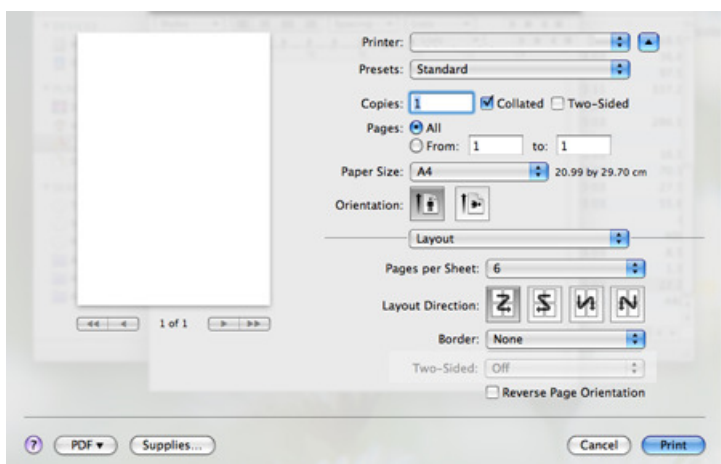 Printer:
Presets: Standard
Copies: 1 Collated Two-Sided
Pages: All
From: 1 to: 1
Paper Size: A4 20.99 by 29.70 cm
Orientation:
Layout
Pages per Sheet: 6
Layout Direction:
Border: None
Two-Sided: Off
Reverse Page Orientation
1 of 1
? PDF ▾ Supplies... Cancel Print